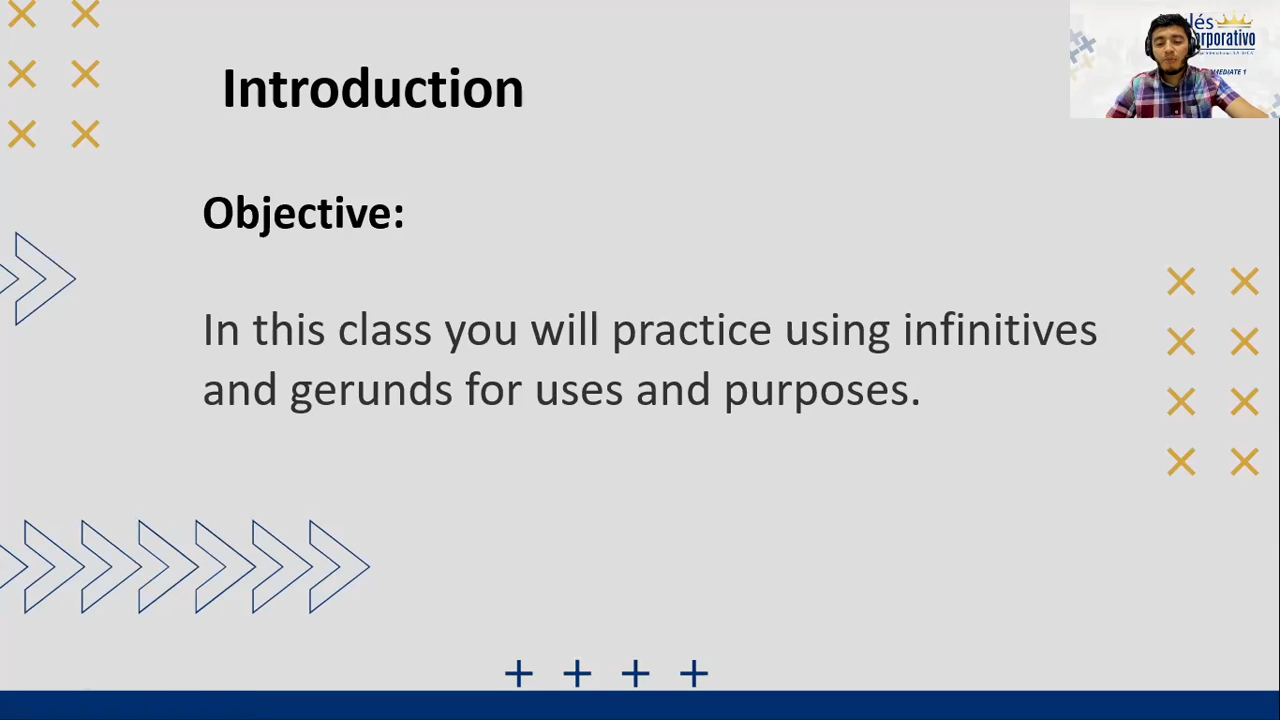 Introduction
Objective:
In this class you will practice using infinitives
and gerunds for uses and purposes.